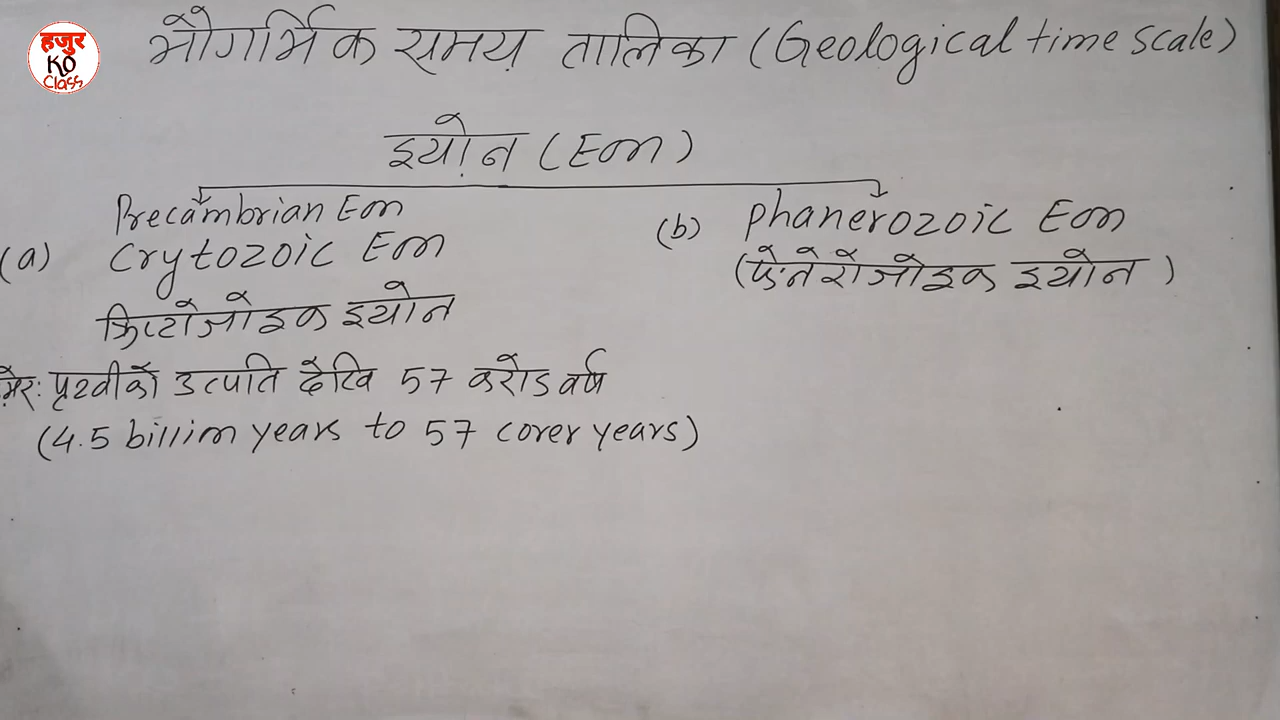 हजुर
KO
Class
भौगर्भिक समय तालिका (Geological time scale)
इयोन (Eon)
Precambrian Eon
(a) Crytozoic Eon
क्रिप्टोजोइक इयोन
(b) Phanerozoic Eon
(फेनेरोजोइक इयोन)
पृथ्वीको उत्पति देखि 57 करोड वर्ष
(4.5 billion years to 57 corer years)